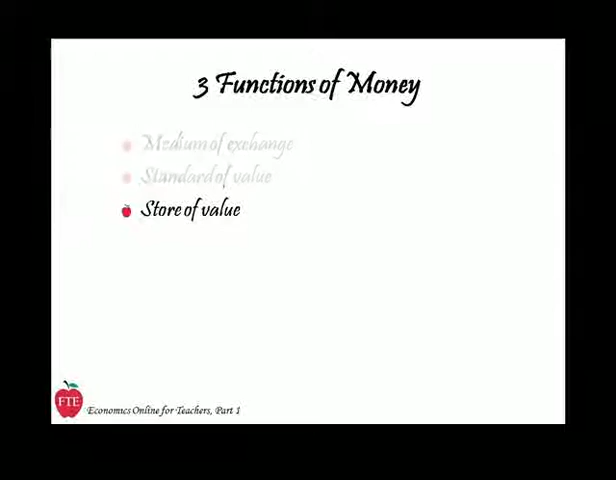 3 Functions of Money
Medium of exchange
Standard of value
Store of value
FTE
Economics Online for Teachers, Part 1